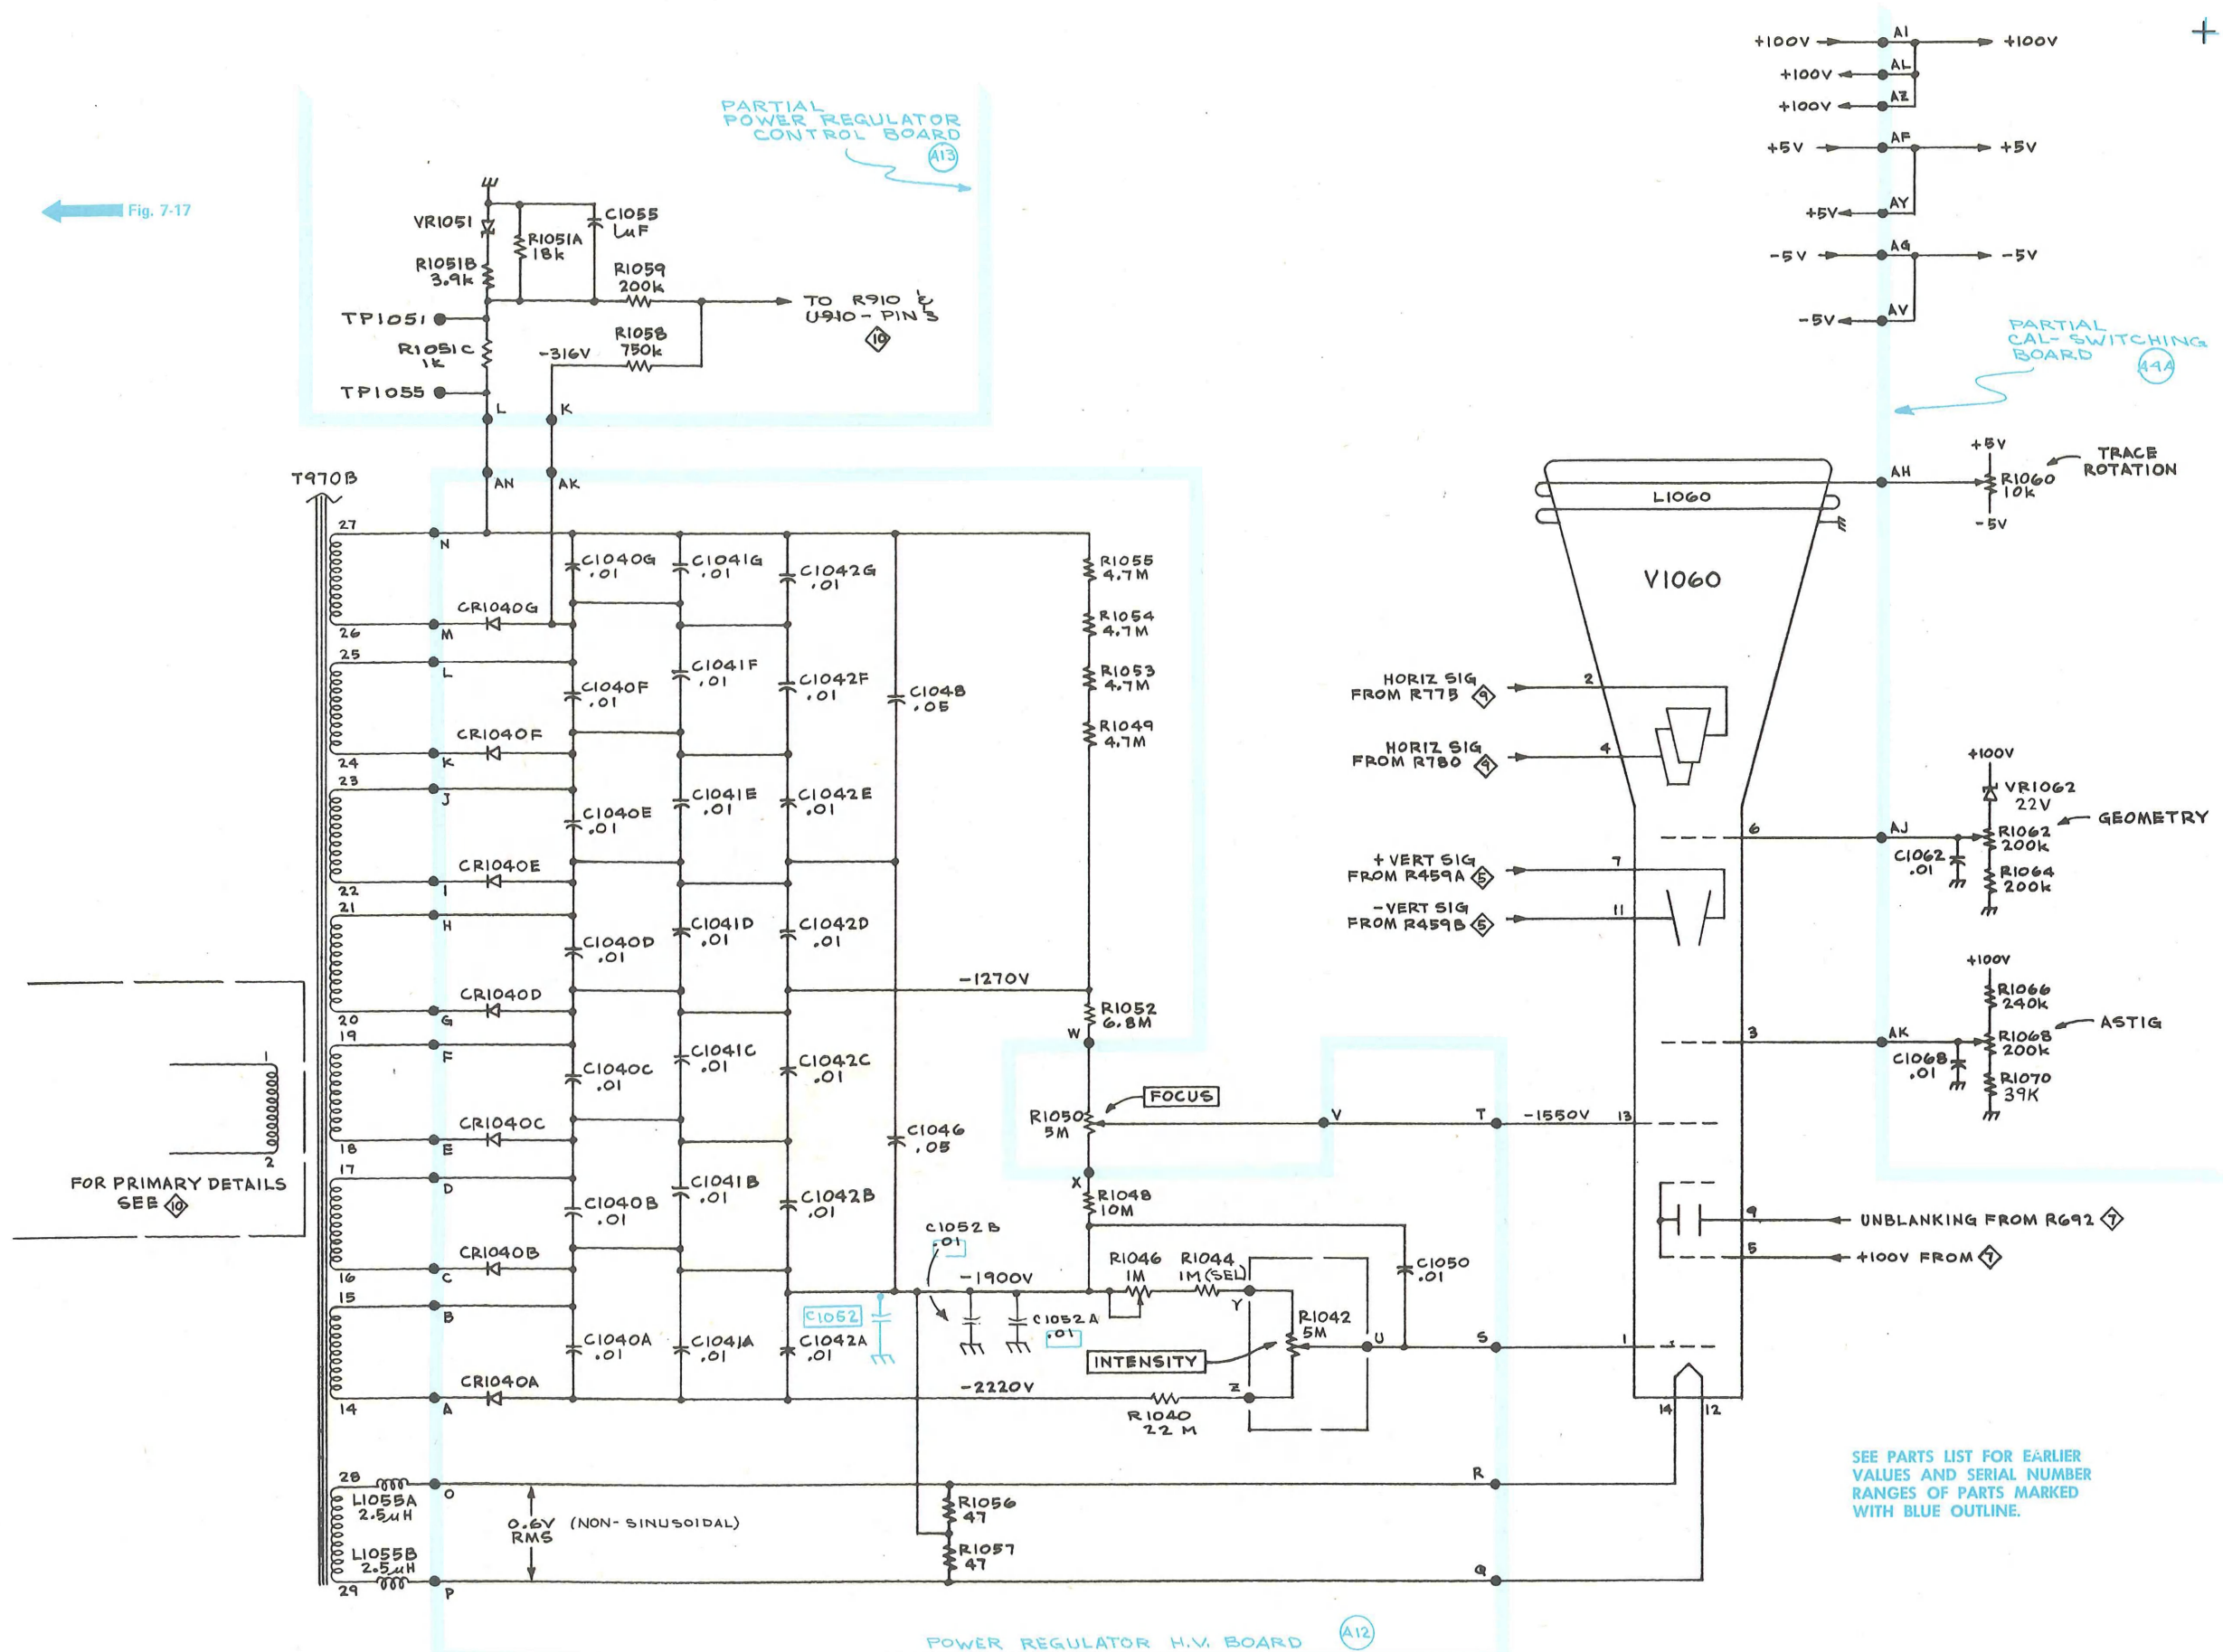 +100V
AI
+100V
+100V
AL
+100V
AZ
+5V
AF
+5V
+5V
AY
-5V
AG
-5V
-5V
AV
PARTIAL
POWER REGULATOR
CONTROL BOARD
A13
Fig. 7-17
VR1051
R1051A
18k
C1055
1uF
R1051B
3.9k
R1059
200k
TO R910 &
U910 - PIN 3
10
TP1051
R1051C
1k
-316V
R1058
750k
TP1055
L
K
PARTIAL
CAL-SWITCHING
BOARD
A4A
T970B
AN
AK
27
N
26
M
25
L
24
K
23
J
22
I
21
H
20
G
19
F
18
E
17
D
16
C
15
B
14
A
CR1040G
CR1040F
CR1040E
CR1040D
CR1040C
CR1040B
CR1040A
C1040G
.01
C1041G
.01
C1042G
.01
C1040F
.01
C1041F
.01
C1042F
.01
C1040E
.01
C1041E
.01
C1042E
.01
C1040D
.01
C1041D
.01
C1042D
.01
C1040C
.01
C1041C
.01
C1042C
.01
C1040B
.01
C1041B
.01
C1042B
.01
C1040A
.01
C1041A
.01
C1042A
.01
C1048
.05
C1046
.05
R1055
4.7M
R1054
4.7M
R1053
4.7M
R1049
4.7M
-1270V
R1052
6.8M
W
R1050
5M
FOCUS
V
T
-1550V
13
X
R1048
10M
C1052B
.01
-1900V
C1052
C1052A
.01
R1046
1M
R1044
1M (SEL)
Y
C1050
.01
R1042
5M
U
S
1
INTENSITY
-2220V
R1040
22 M
Z
1
2
FOR PRIMARY DETAILS
SEE 10
28
L1055A
2.5uH
O
0.6V
RMS
(NON-SINUSOIDAL)
L1055B
2.5uH
29
P
R1056
47
R1057
47
R
Q
14
12
L1060
V1060
AH
+5V
R1060
10k
-5V
TRACE
ROTATION
HORIZ SIG
FROM R775 9
2
HORIZ SIG
FROM R780 9
4
+VERT SIG
FROM R459A 5
7
-VERT SIG
FROM R459B 5
11
6
AJ
C1062
.01
+100V
VR1062
22V
R1062
200k
GEOMETRY
R1064
200k
3
AK
C1068
.01
+100V
R1066
240k
R1068
200k
ASTIG
R1070
39K
9
UNBLANKING FROM R692 7
5
+100V FROM 7
SEE PARTS LIST FOR EARLIER
VALUES AND SERIAL NUMBER
RANGES OF PARTS MARKED
WITH BLUE OUTLINE.
POWER REGULATOR H.V. BOARD
A12